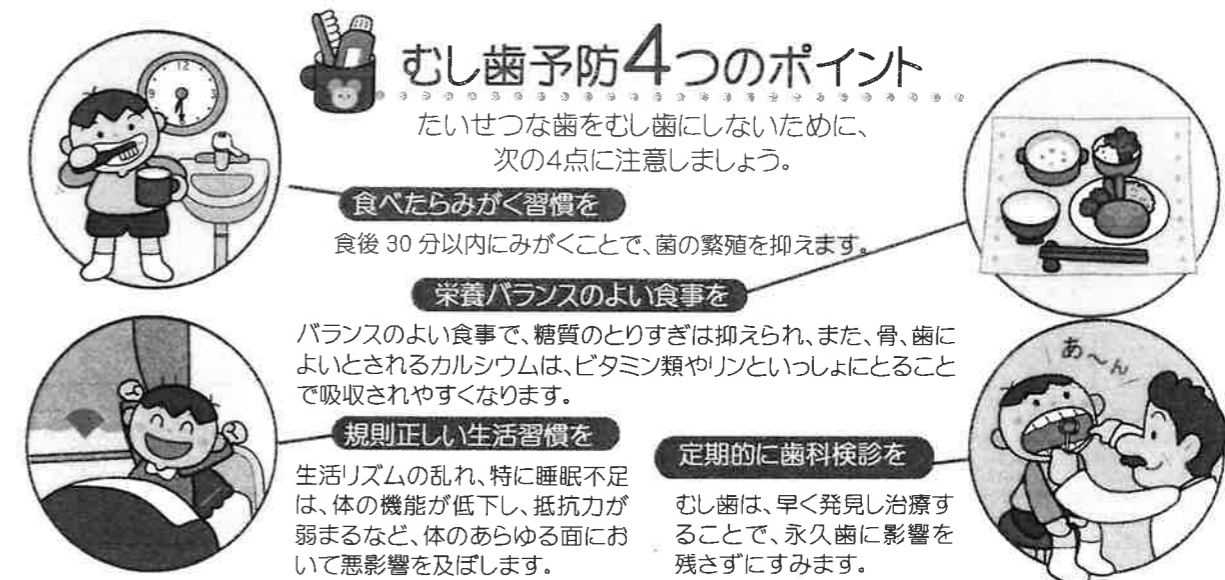 むし歯予防4つのポイント
たいせつな歯をむし歯にしないために、
次の4点に注意しましょう。
食べたらみがく習慣を
食後30分以内にみがくことで、菌の繁殖を抑えます。
栄養バランスのよい食事を
バランスのよい食事で、糖質のとりすぎは抑えられ、また、骨、歯に
よいとされるカルシウムは、ビタミン類やリンといっしょにとること
で吸収されやすくなります。
規則正しい生活習慣を
生活リズムの乱れ、特に睡眠不足
は、体の機能が低下し、抵抗力が
弱まるなど、体のあらゆる面にお
いて悪影響を及ぼします。
定期的に歯科検診を
むし歯は、早く発見し治療す
ることで、永久歯に影響を
残さずにすみます。
あ〜ん
12
3
6
9